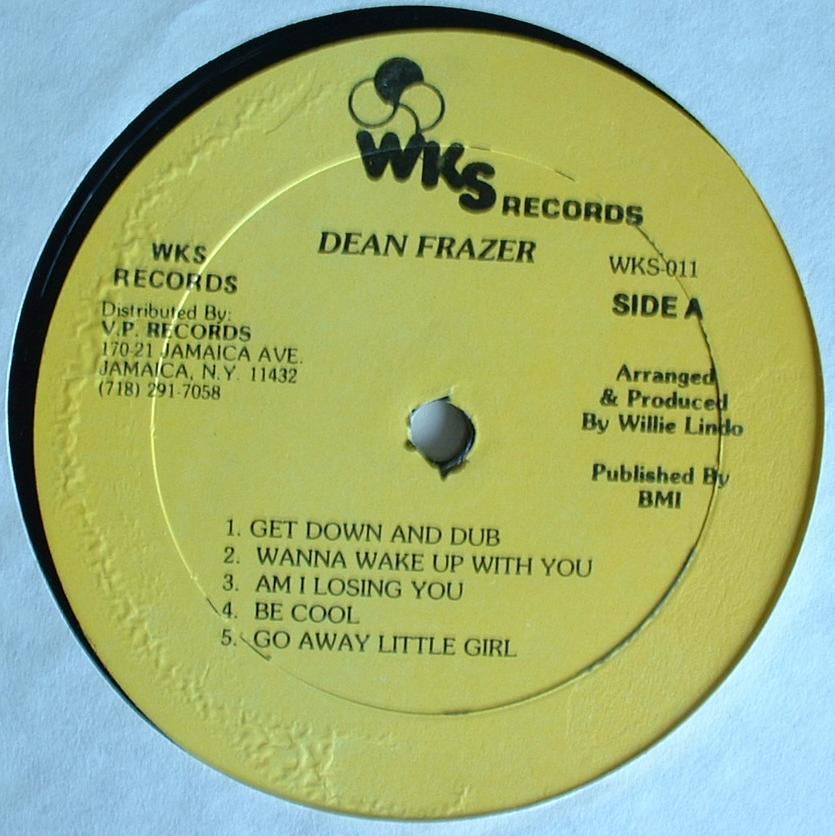 WKS RECORDS
DEAN FRAZER
WKS
RECORDS
Distributed By:
V.P. RECORDS
170-21 JAMAICA AVE.
JAMAICA, N.Y. 11432
(718) 291-7058
WKS-011
SIDE A
Arranged
& Produced
By Willie Lindo
Published By
BMI
1. GET DOWN AND DUB
2. WANNA WAKE UP WITH YOU
3. AM I LOSING YOU
4. BE COOL
5. GO AWAY LITTLE GIRL